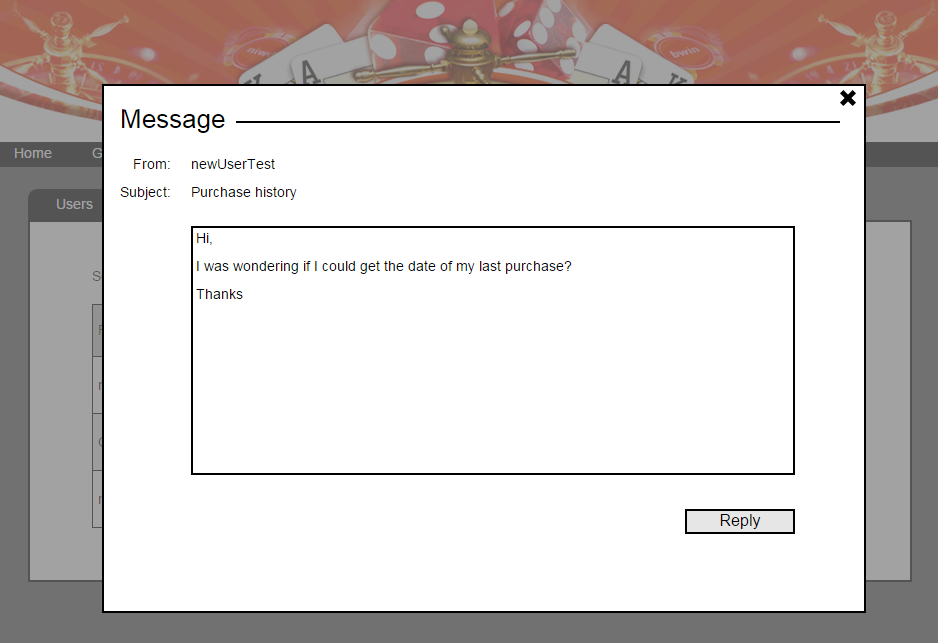 bwin
A
A
K
Message
Home
G
From: newUserTest
Subject: Purchase history
Users
Hi,
I was wondering if I could get the date of my last purchase?
Thanks
Reply